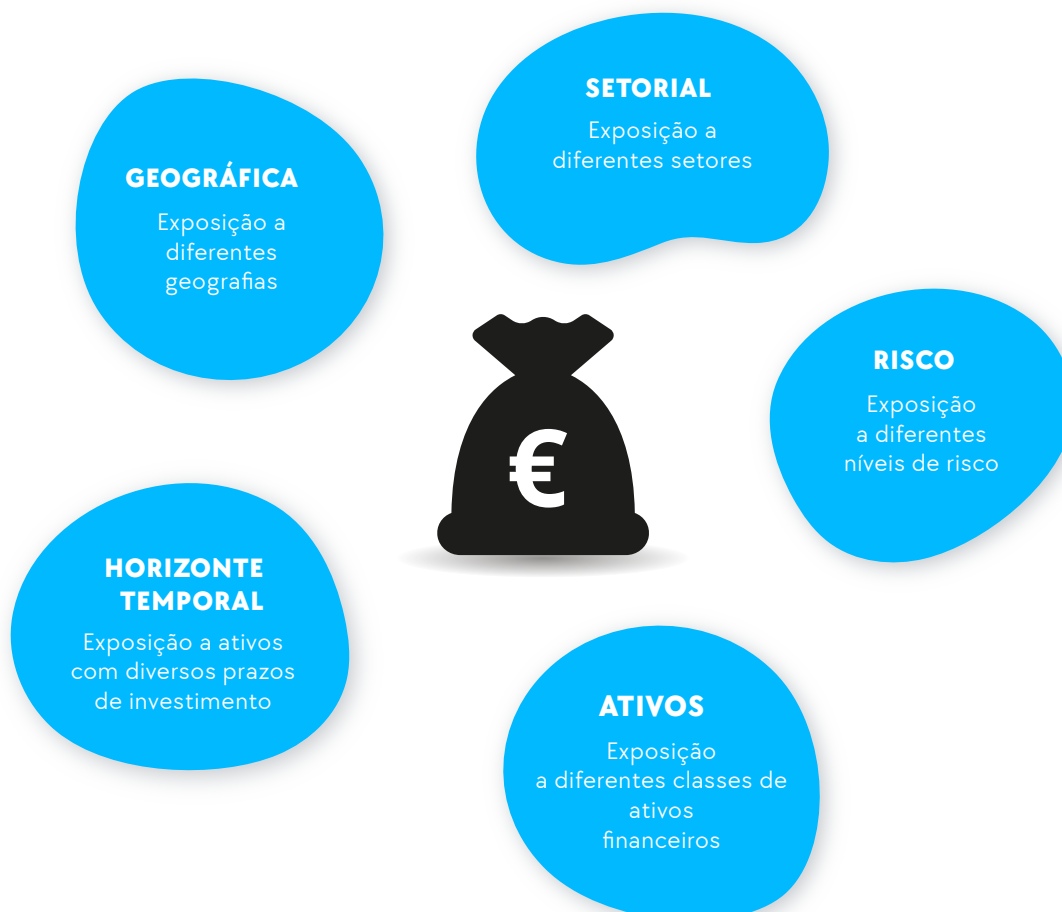 SETORIAL
Exposição a
diferentes setores
GEOGRÁFICA
Exposição a
diferentes
geografias
RISCO
Exposição
a diferentes
níveis de risco
€
HORIZONTE
TEMPORAL
Exposição a ativos
com diversos prazos
de investimento
ATIVOS
Exposição
a diferentes classes de
ativos
financeiros